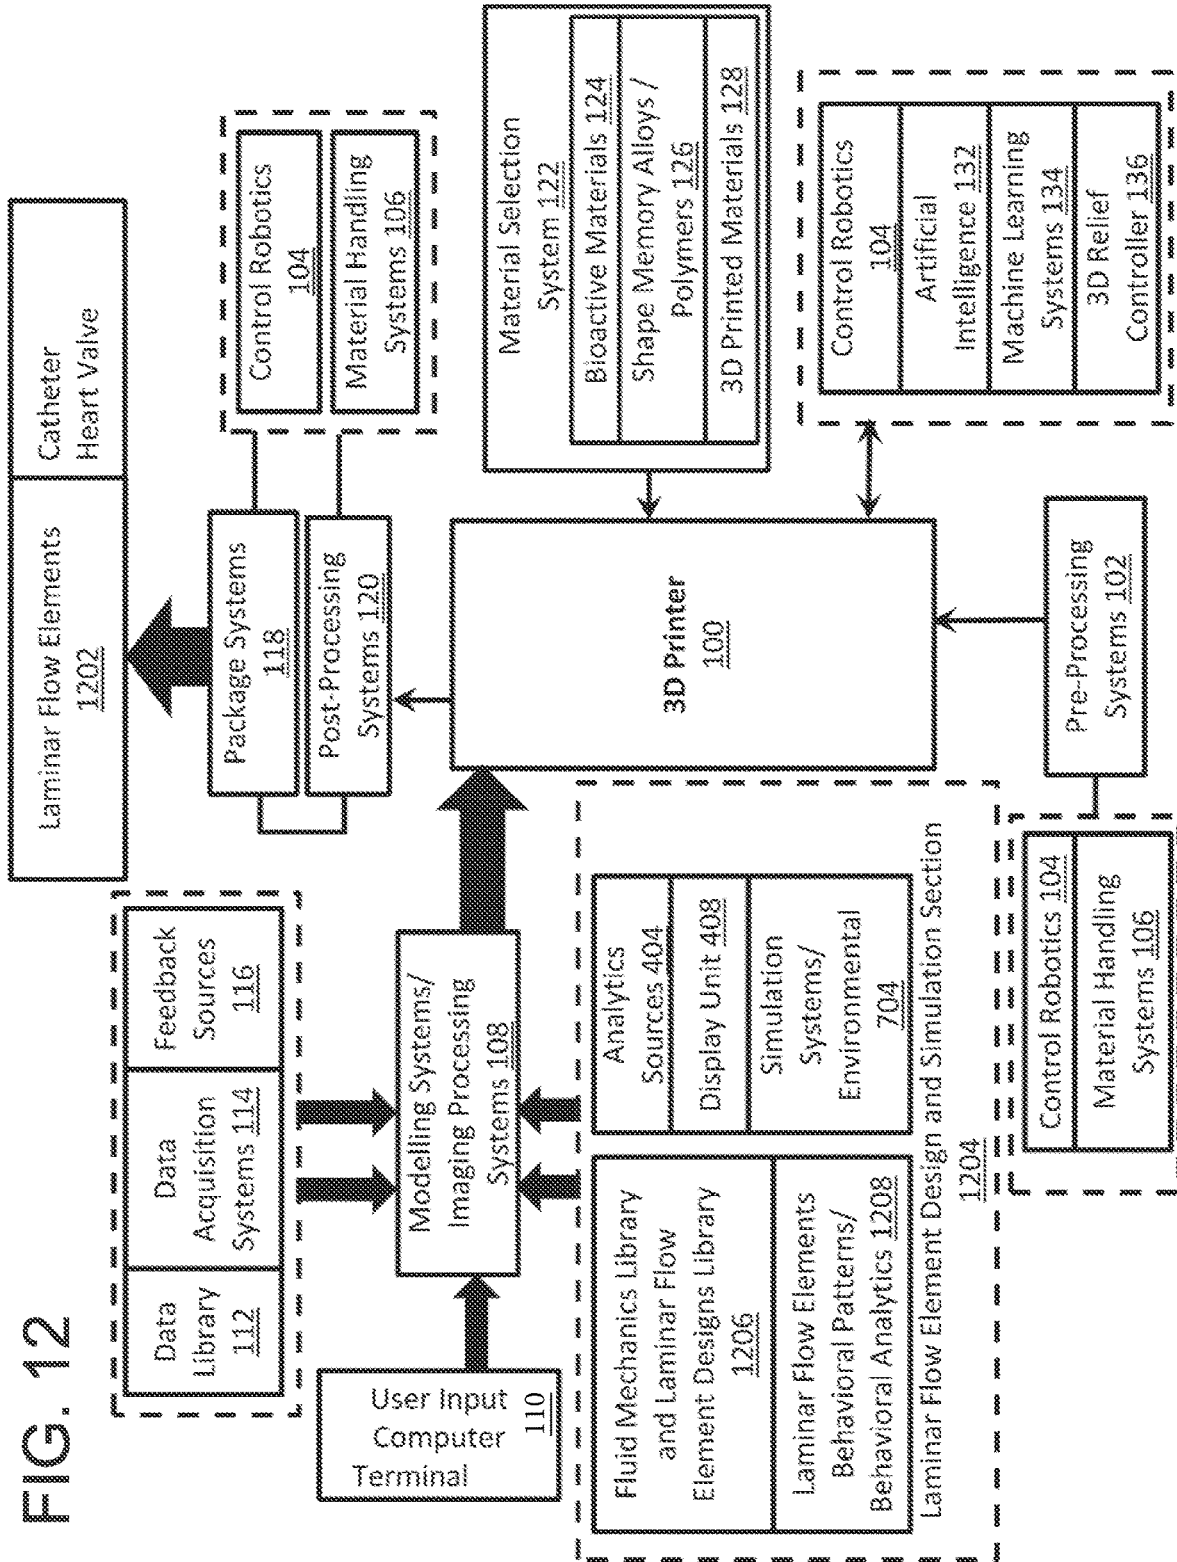 FIG. 12
Data
Library
112
Data
Acquisition
Systems 114
Feedback
Sources
116
Laminar Flow Elements
1202
Catheter
Heart Valve
User Input
Computer
Terminal
110
Modelling Systems/
Imaging Processing
Systems 108
Package Systems
118
Post-Processing
Systems 120
Control Robotics
104
Material Handling
Systems 106
Fluid Mechanics Library
and Laminar Flow
Element Designs Library
1206
Laminar Flow Elements
Behavioral Patterns/
Behavioral Analytics 1208
Analytics
Sources 404
Display Unit 408
Simulation
Systems/
Environmental
704
Laminar Flow Element Design and Simulation Section
1204
3D Printer
100
Material Selection
System 122
Bioactive Materials 124
Shape Memory Alloys /
Polymers 126
3D Printed Materials 128
Control Robotics 104
Material Handling
Systems 106
Pre-Processing
Systems 102
Control Robotics
104
Artificial
Intelligence 132
Machine Learning
Systems 134
3D Relief
Controller 136